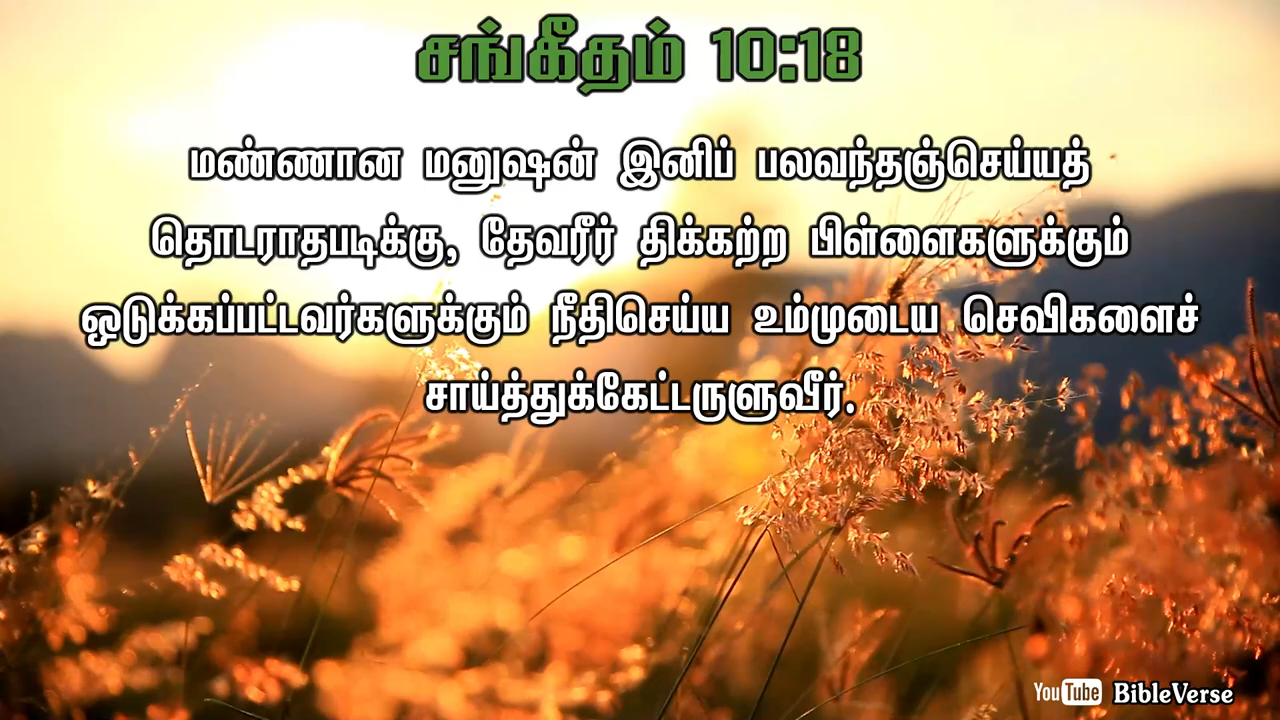 சங்கீதம் 10:18
மண்ணான மனுஷன் இனிப் பலவந்தஞ்செய்யத்
தொடராதபடிக்கு, தேவரீர் திக்கற்ற பிள்ளைகளுக்கும்
ஒடுக்கப்பட்டவர்களுக்கும் நீதிசெய்ய உம்முடைய செவிகளைச்
சாய்த்துக்கேட்டருளுவீர்.
YouTube BibleVerse